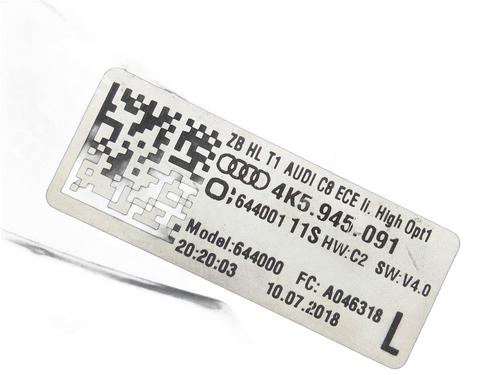 ZB HL T1 AUDI C8 ECE li. High Opt1
4K5.945.091
O;644001 11S HW:C2 SW:V4.0
Model:644000 FC: A046318
20:20.03 10.07.2018 L